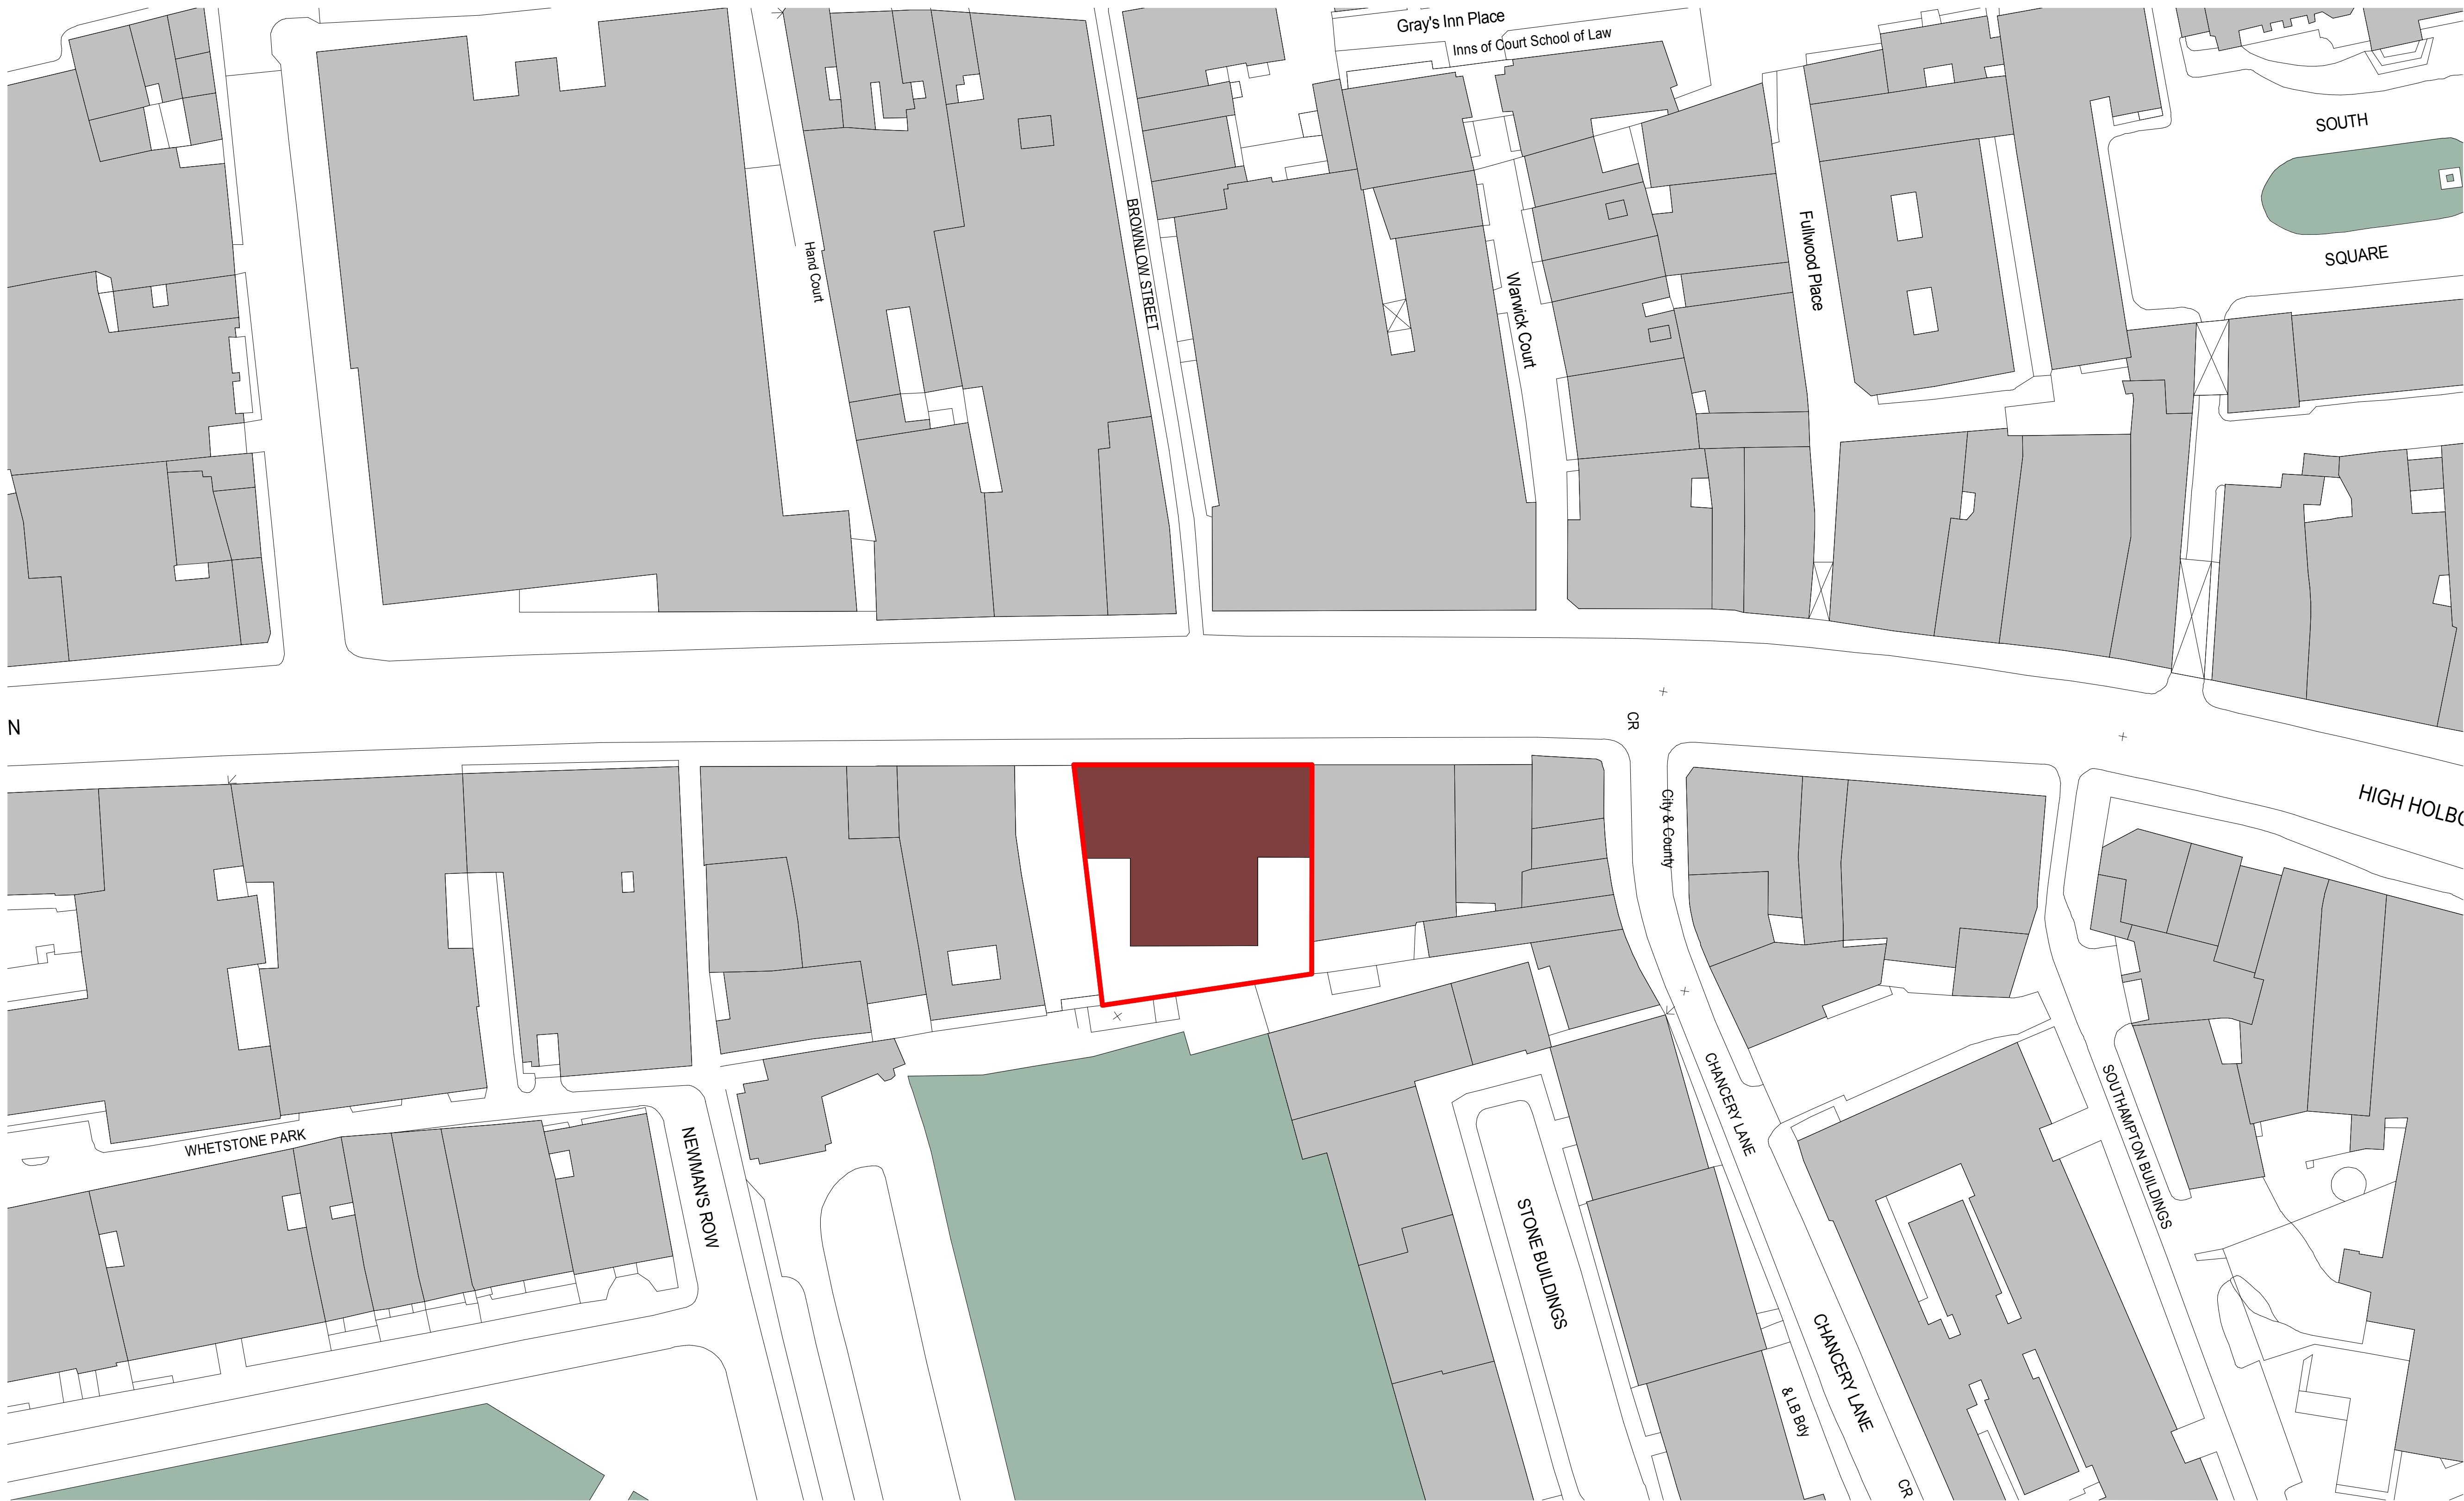 Gray's Inn Place
Inns of Court School of Law
SOUTH
SQUARE
Hand Court
BROWNLOW STREET
Warwick Court
Fullwood Place
N
CR
City & County
HIGH HOLBO
WHETSTONE PARK
NEWMAN'S ROW
STONE BUILDINGS
CHANCERY LANE
SOUTHAMPTON BUILDINGS
CHANCERY LANE
& LB Bdy
CR